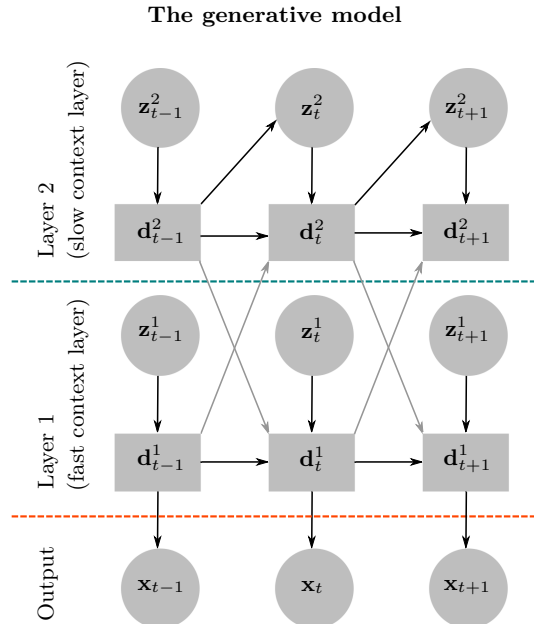 The generative model
Layer 2
(slow context layer)
z²ₜ₋₁
z²ₜ
z²ₜ₊₁
d²ₜ₋₁
d²ₜ
d²ₜ₊₁
Layer 1
(fast context layer)
z¹ₜ₋₁
z¹ₜ
z¹ₜ₊₁
d¹ₜ₋₁
d¹ₜ
d¹ₜ₊₁
Output
xₜ₋₁
xₜ
xₜ₊₁